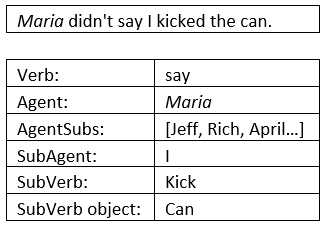 Maria didn't say I kicked the can.
Verb: say
Agent: Maria
AgentSubs: [Jeff, Rich, April…]
SubAgent: I
SubVerb: Kick
SubVerb object: Can